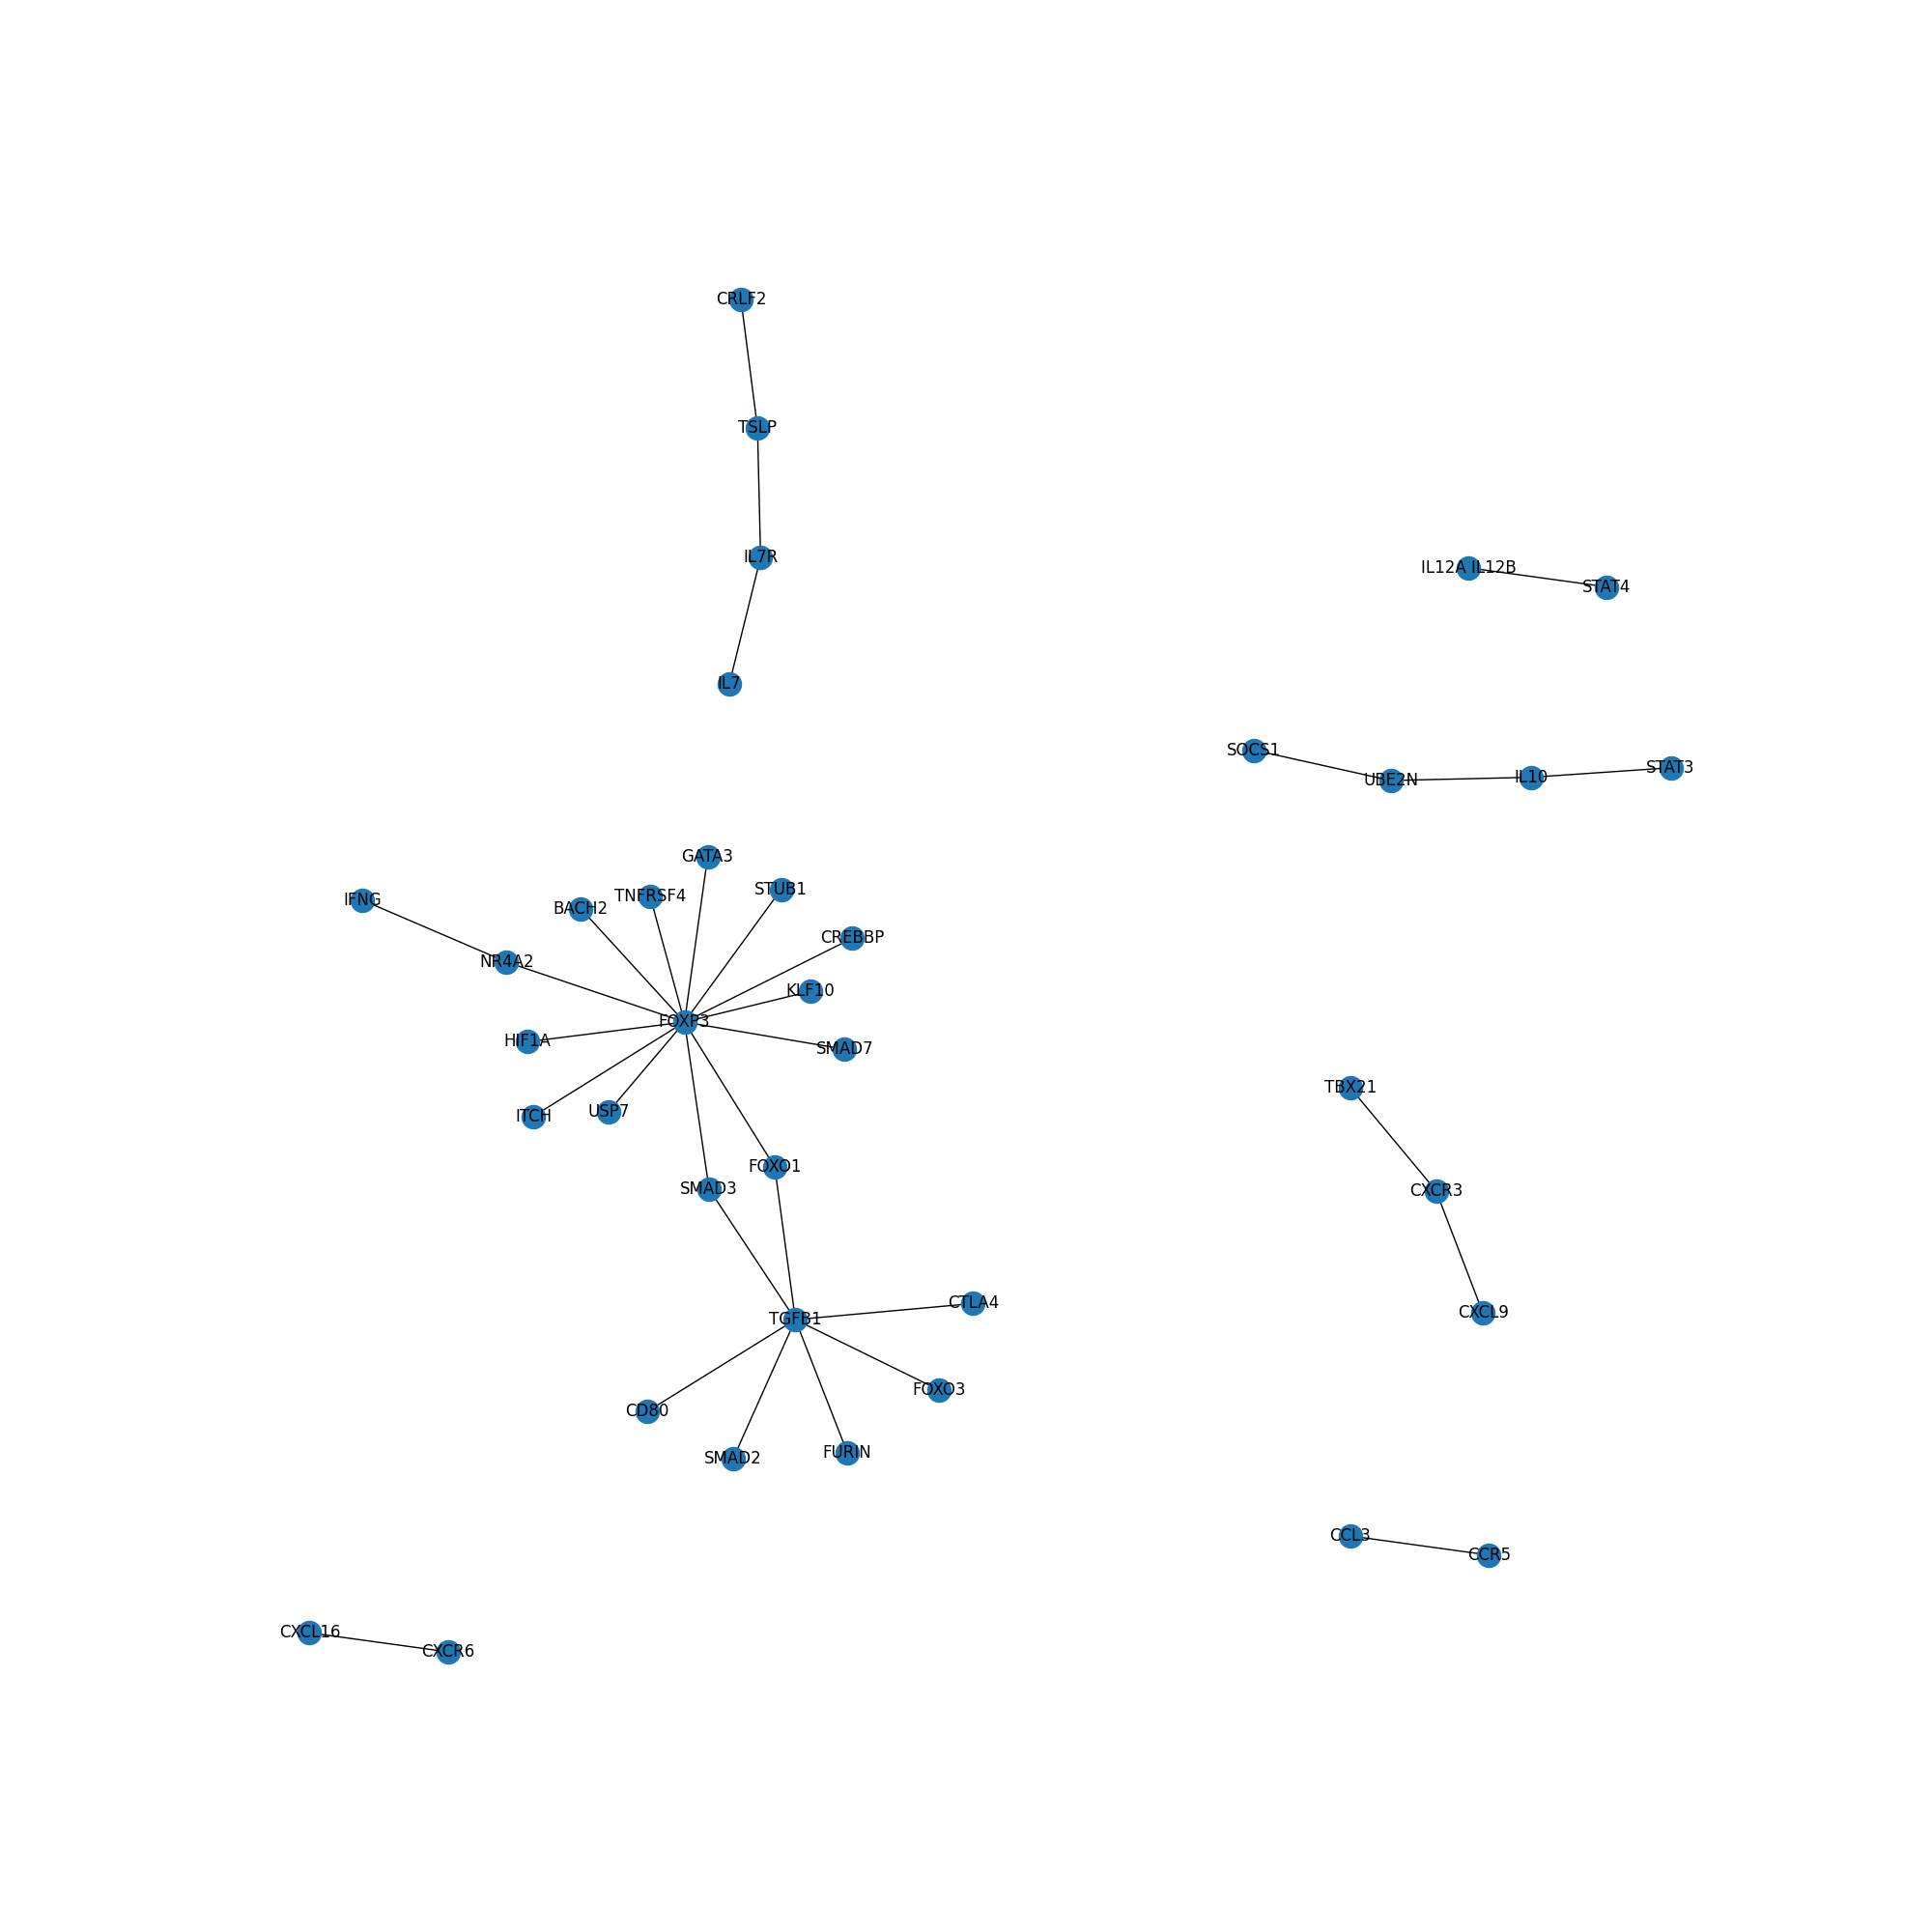 CRLF2
TSLP
IL7R
IL12A IL12B
STAT4
IL7
SOCS1
UBE2N
IL10
STAT3
GATA3
STUB1
TNFRSF4
BACH2
IFNG
CREBBP
NR4A2
KLF10
FOXP3
HIF1A
SMAD7
ITCH
USP7
TBX21
FOXO1
SMAD3
CXCR3
CTLA4
TGFB1
CXCL9
FOXO3
CD80
SMAD2
FURIN
CCL3
CCR5
CXCL16
CXCR6